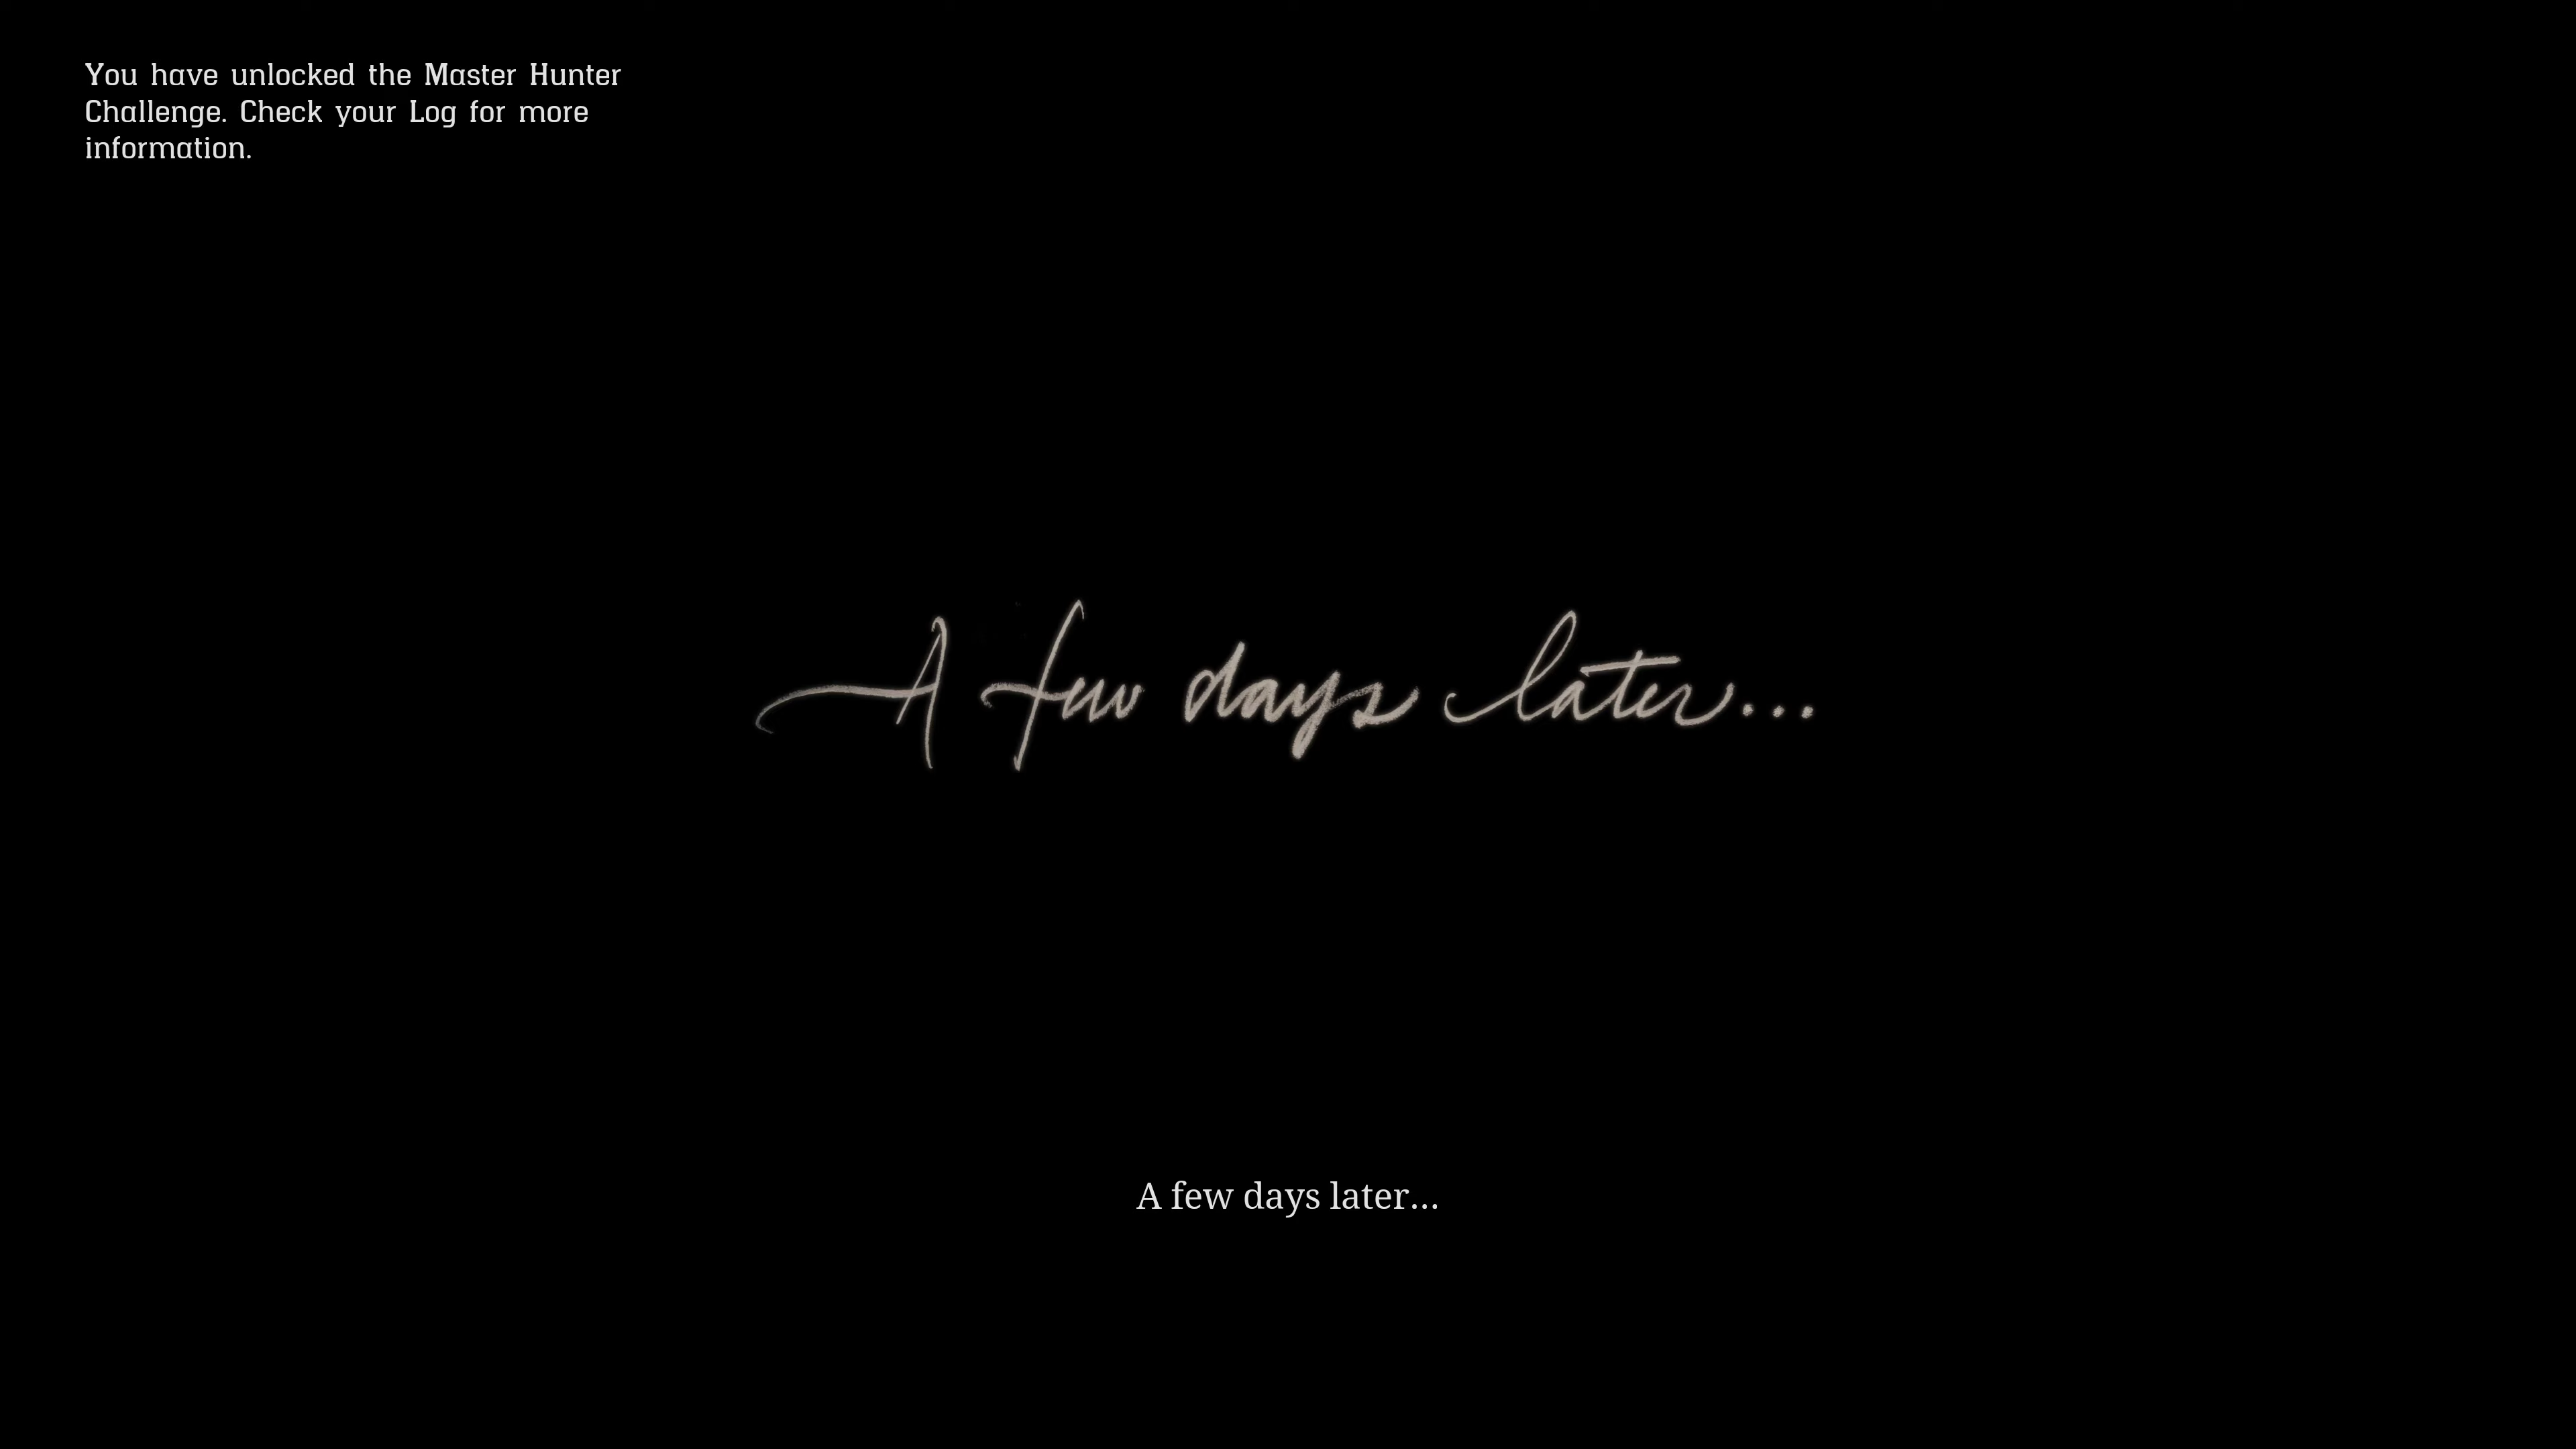 You have unlocked the Master Hunter
Challenge. Check your Log for more
information.
A few days later...
A few days later...